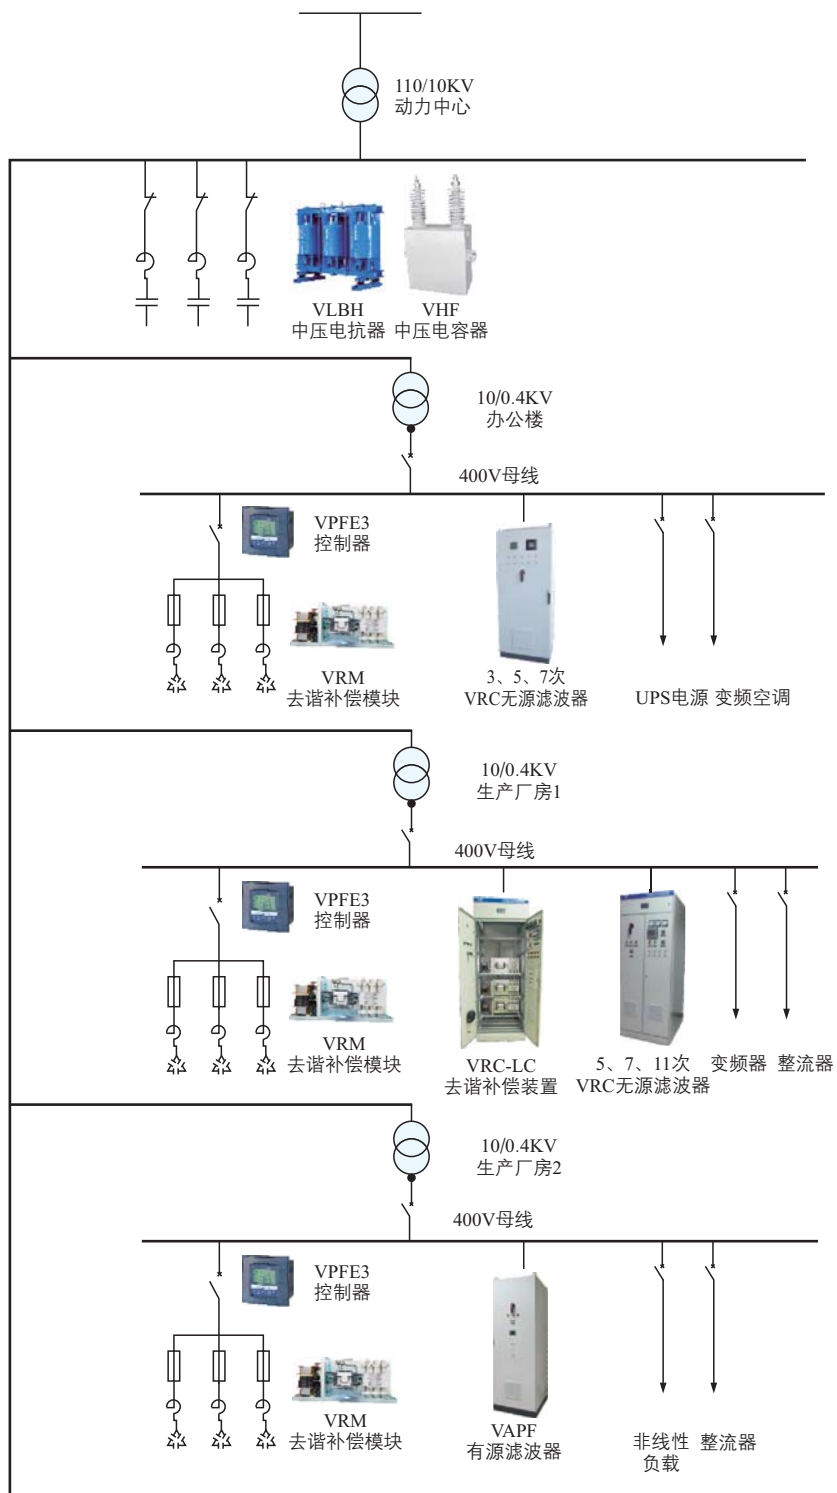 110/10KV
动力中心
VLBH
中压电抗器
VHF
中压电容器
10/0.4KV
办公楼
400V母线
VPFE3
控制器
VRM
去谐补偿模块
3、5、7次
VRC无源滤波器
UPS电源 变频空调
10/0.4KV
生产厂房1
400V母线
VPFE3
控制器
VRM
去谐补偿模块
VRC-LC
去谐补偿装置
5、7、11次
VRC无源滤波器
变频器 整流器
10/0.4KV
生产厂房2
400V母线
VPFE3
控制器
VRM
去谐补偿模块
VAPF
有源滤波器
非线性
负载
整流器